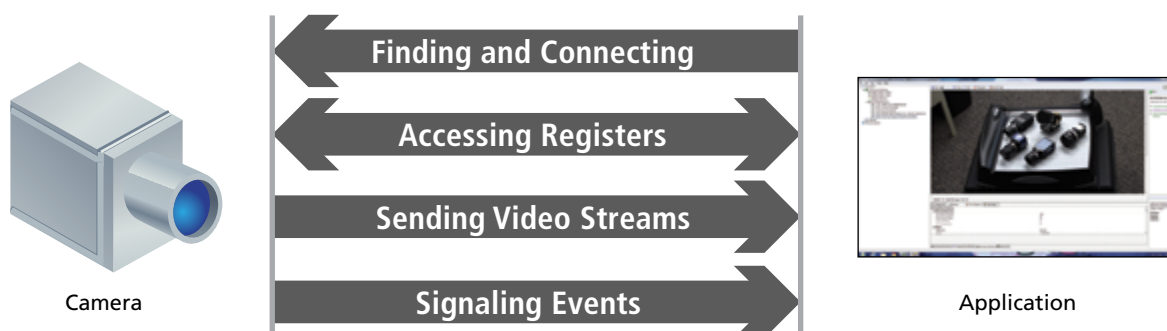 Finding and Connecting
Accessing Registers
Sending Video Streams
Signaling Events
Camera
Application